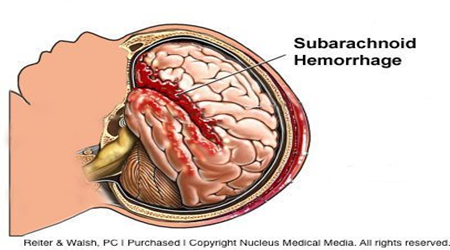 Subarachnoid
Hemorrhage
Reiter & Walsh, PC | Purchased | Copyright Nucleus Medical Media. All rights reserved.